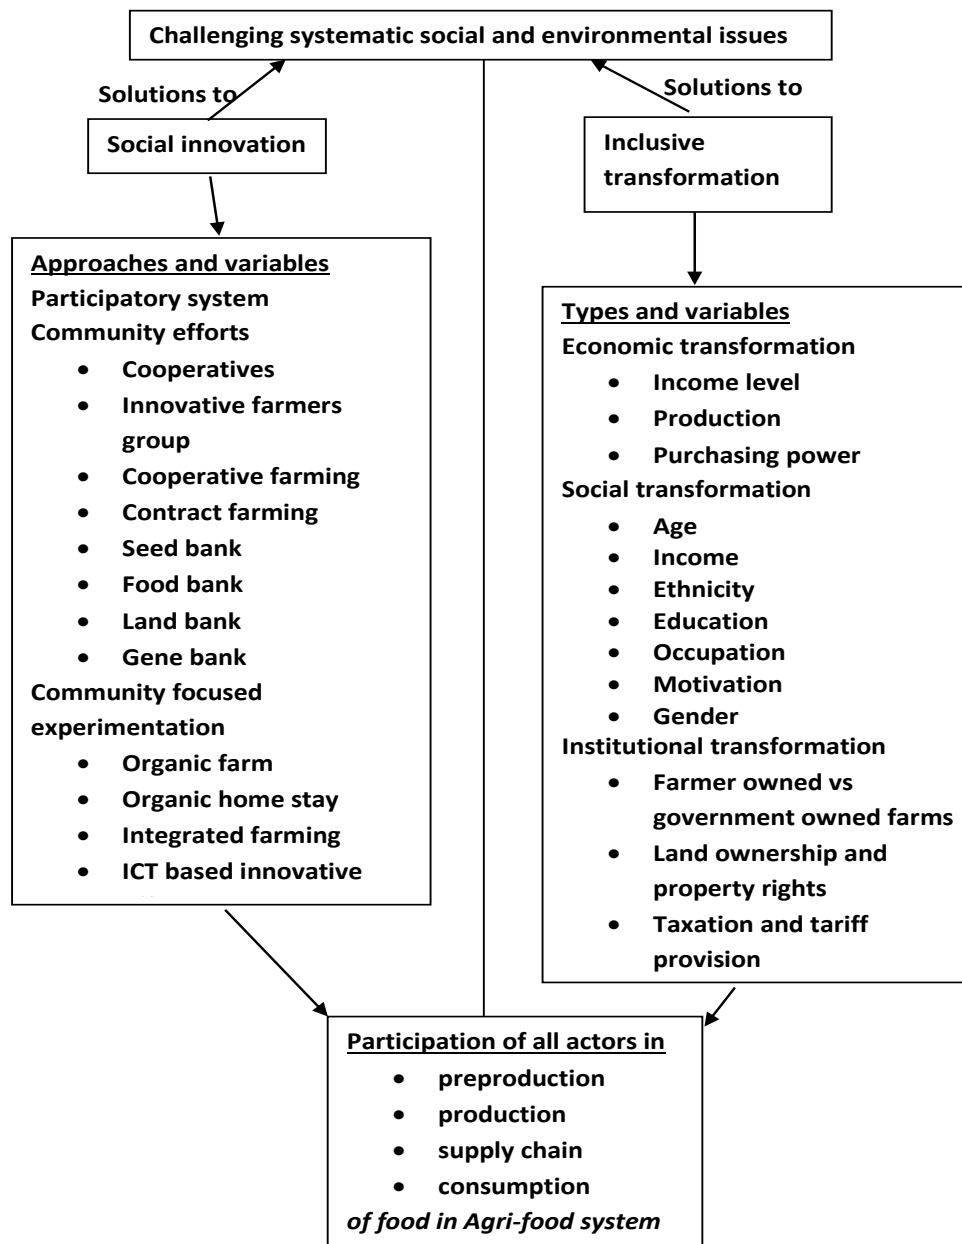 Challenging systematic social and environmental issues
Solutions to
Solutions to
Social innovation
Inclusive
transformation
Approaches and variables
Participatory system
Community efforts
• Cooperatives
• Innovative farmers
group
• Cooperative farming
• Contract farming
• Seed bank
• Food bank
• Land bank
• Gene bank
Community focused
experimentation
• Organic farm
• Organic home stay
• Integrated farming
• ICT based innovative
Types and variables
Economic transformation
• Income level
• Production
• Purchasing power
Social transformation
• Age
• Income
• Ethnicity
• Education
• Occupation
• Motivation
• Gender
Institutional transformation
• Farmer owned vs
government owned farms
• Land ownership and
property rights
• Taxation and tariff
provision
Participation of all actors in
• preproduction
• production
• supply chain
• consumption
of food in Agri-food system